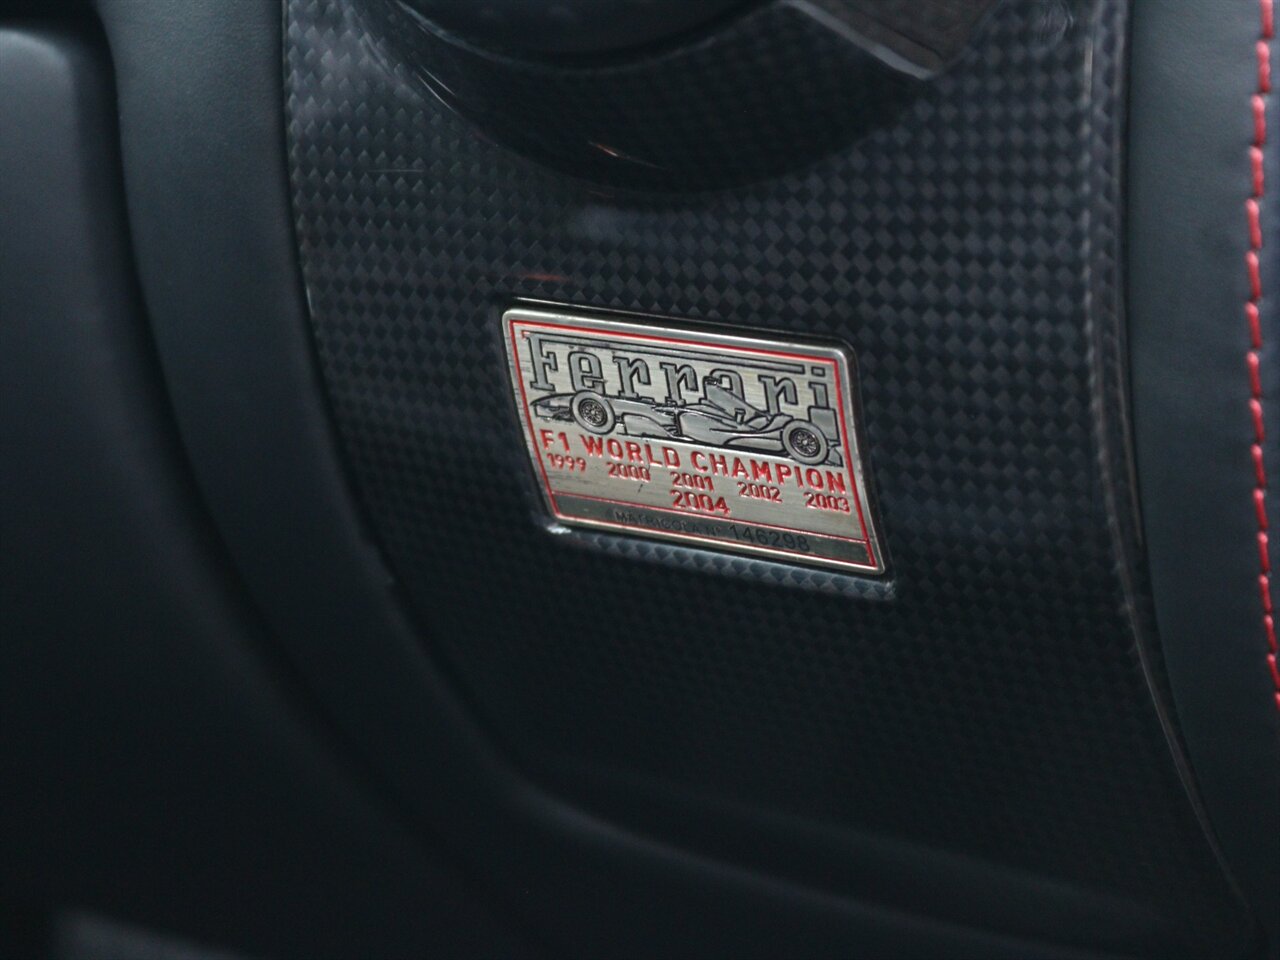 Ferrari
F1 WORLD CHAMPION
1999 2000 2001 2002 2003
2004
MATRICOLA N° 146298